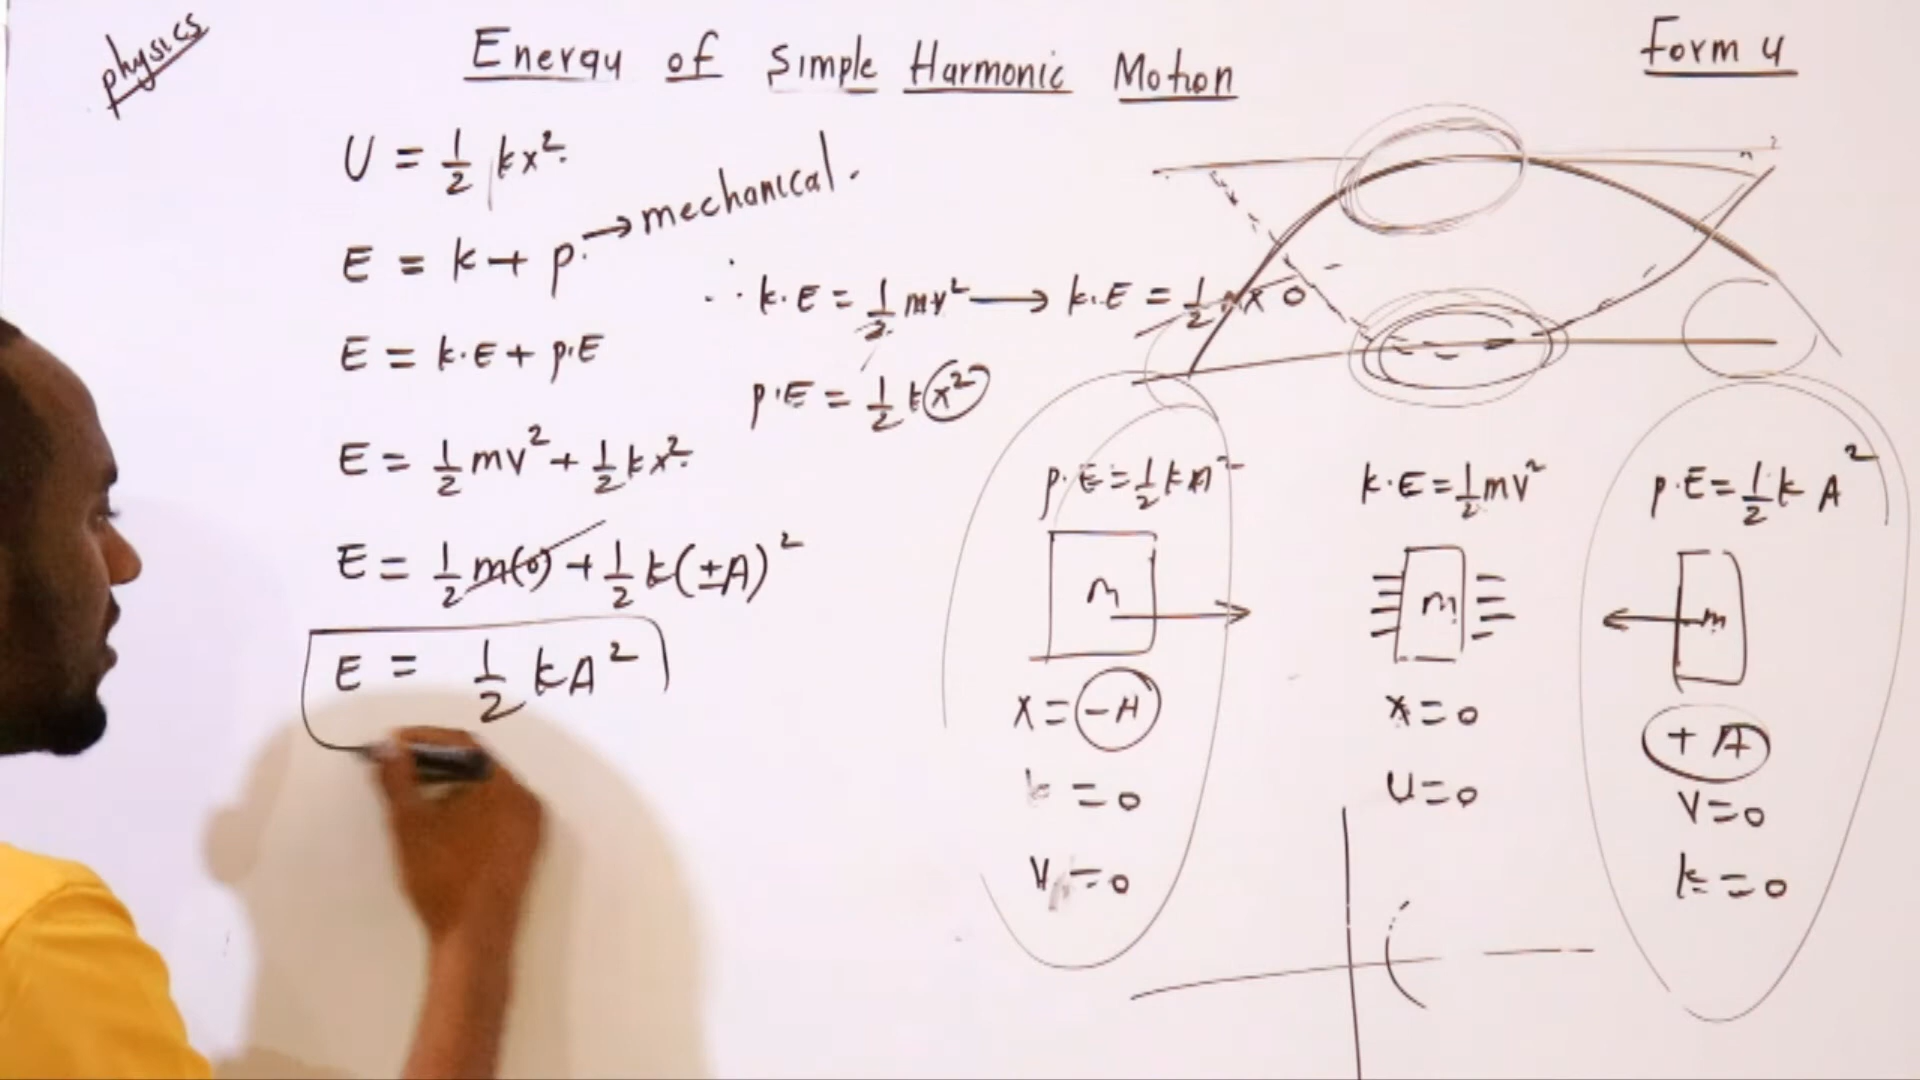 physics
Energy of Simple Harmonic Motion
Form 4
U = 1/2 kx².
E = k + p. → mechanical.
E = k.E + p.E
E = 1/2 mv² + 1/2 kx².
E = 1/2 m(0) + 1/2 k(±A)²
E = 1/2 kA²
∴ k.E = 1/2 mv² → k.E = 1/2 m x 0
p.E = 1/2 kx²
p.E = 1/2 kA²
m
x = -A
k = 0
V = 0
k.E = 1/2 mv²
m
x = 0
U = 0
p.E = 1/2 k A²
m
+ A
V = 0
k = 0